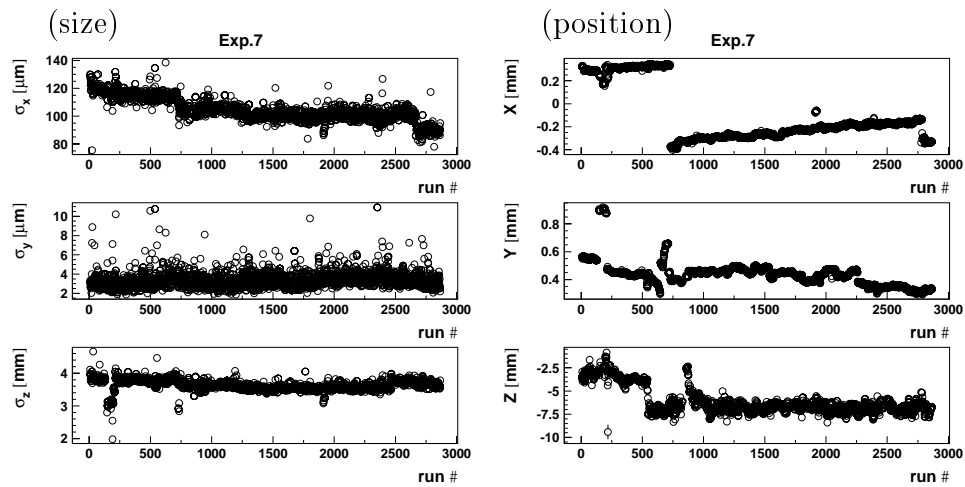 (size) (position)
Exp.7 Exp.7
σx [μm]
140
120
100
80
0 500 1000 1500 2000 2500 3000
run #
X [mm]
0.2
0
-0.2
-0.4
0 500 1000 1500 2000 2500 3000
run #
σy [μm]
10
8
6
4
2
0 500 1000 1500 2000 2500 3000
run #
Y [mm]
1
0.8
0.6
0.4
0 500 1000 1500 2000 2500 3000
run #
σz [mm]
4
3
2
0 500 1000 1500 2000 2500 3000
run #
Z [mm]
-2.5
-5
-7.5
-10
0 500 1000 1500 2000 2500 3000
run #